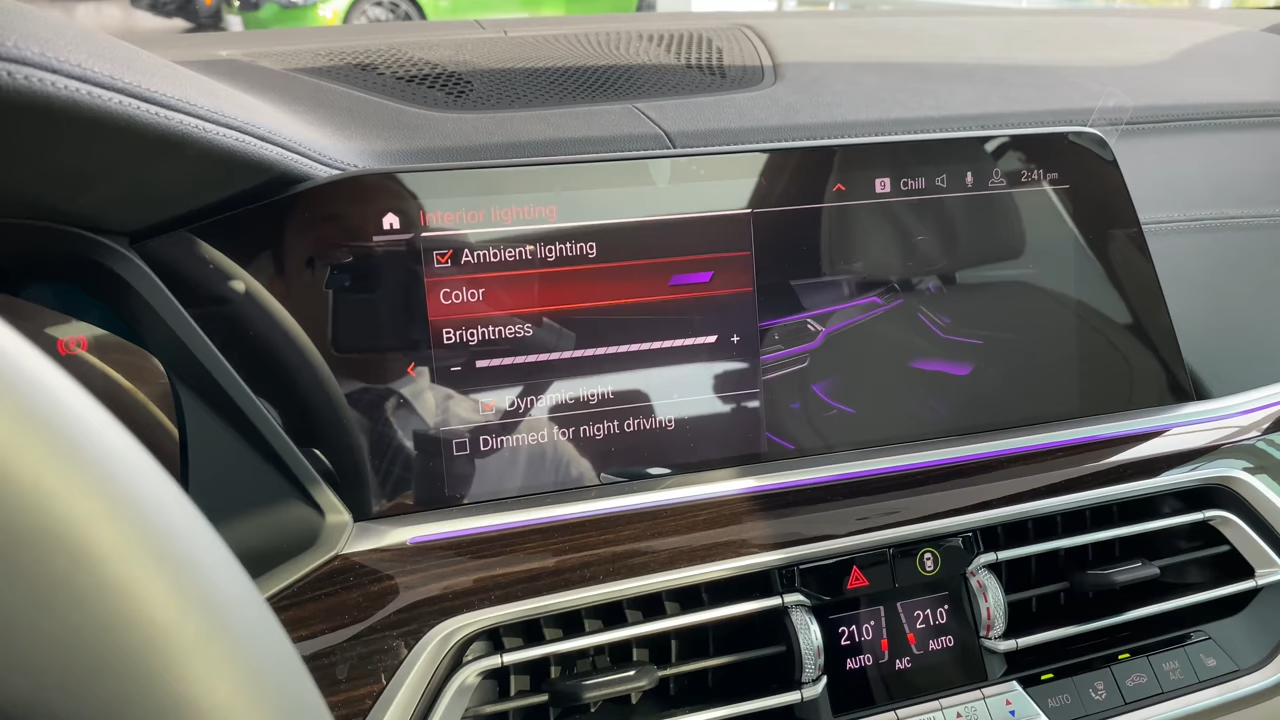 9 Chill 2:41 pm
Interior lighting
Ambient lighting
Color
Brightness
- +
Dynamic light
Dimmed for night driving
21.0° 21.0°
AUTO A/C AUTO
AUTO
MAX
A/C